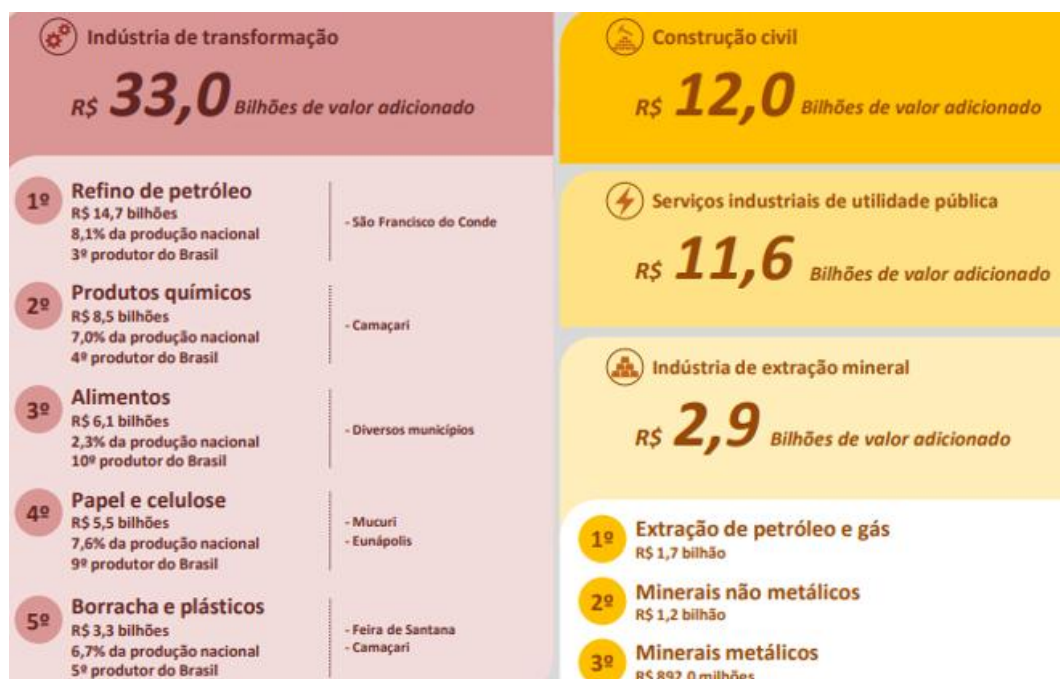 Indústria de transformação
R$ 33,0 Bilhões de valor adicionado
1º
Refino de petróleo
R$ 14,7 bilhões
8,1% da produção nacional
3º produtor do Brasil
- São Francisco do Conde
2º
Produtos químicos
R$ 8,5 bilhões
7,0% da produção nacional
4º produtor do Brasil
- Camaçari
3º
Alimentos
R$ 6,1 bilhões
2,3% da produção nacional
10º produtor do Brasil
- Diversos municípios
4º
Papel e celulose
R$ 5,5 bilhões
7,6% da produção nacional
9º produtor do Brasil
- Mucuri
- Eunápolis
5º
Borracha e plásticos
R$ 3,3 bilhões
6,7% da produção nacional
5º produtor do Brasil
- Feira de Santana
- Camaçari
Construção civil
R$ 12,0 Bilhões de valor adicionado
Serviços industriais de utilidade pública
R$ 11,6 Bilhões de valor adicionado
Indústria de extração mineral
R$ 2,9 Bilhões de valor adicionado
1º
Extração de petróleo e gás
R$ 1,7 bilhão
2º
Minerais não metálicos
R$ 1,2 bilhão
3º
Minerais metálicos
R$ 892,0 milhões